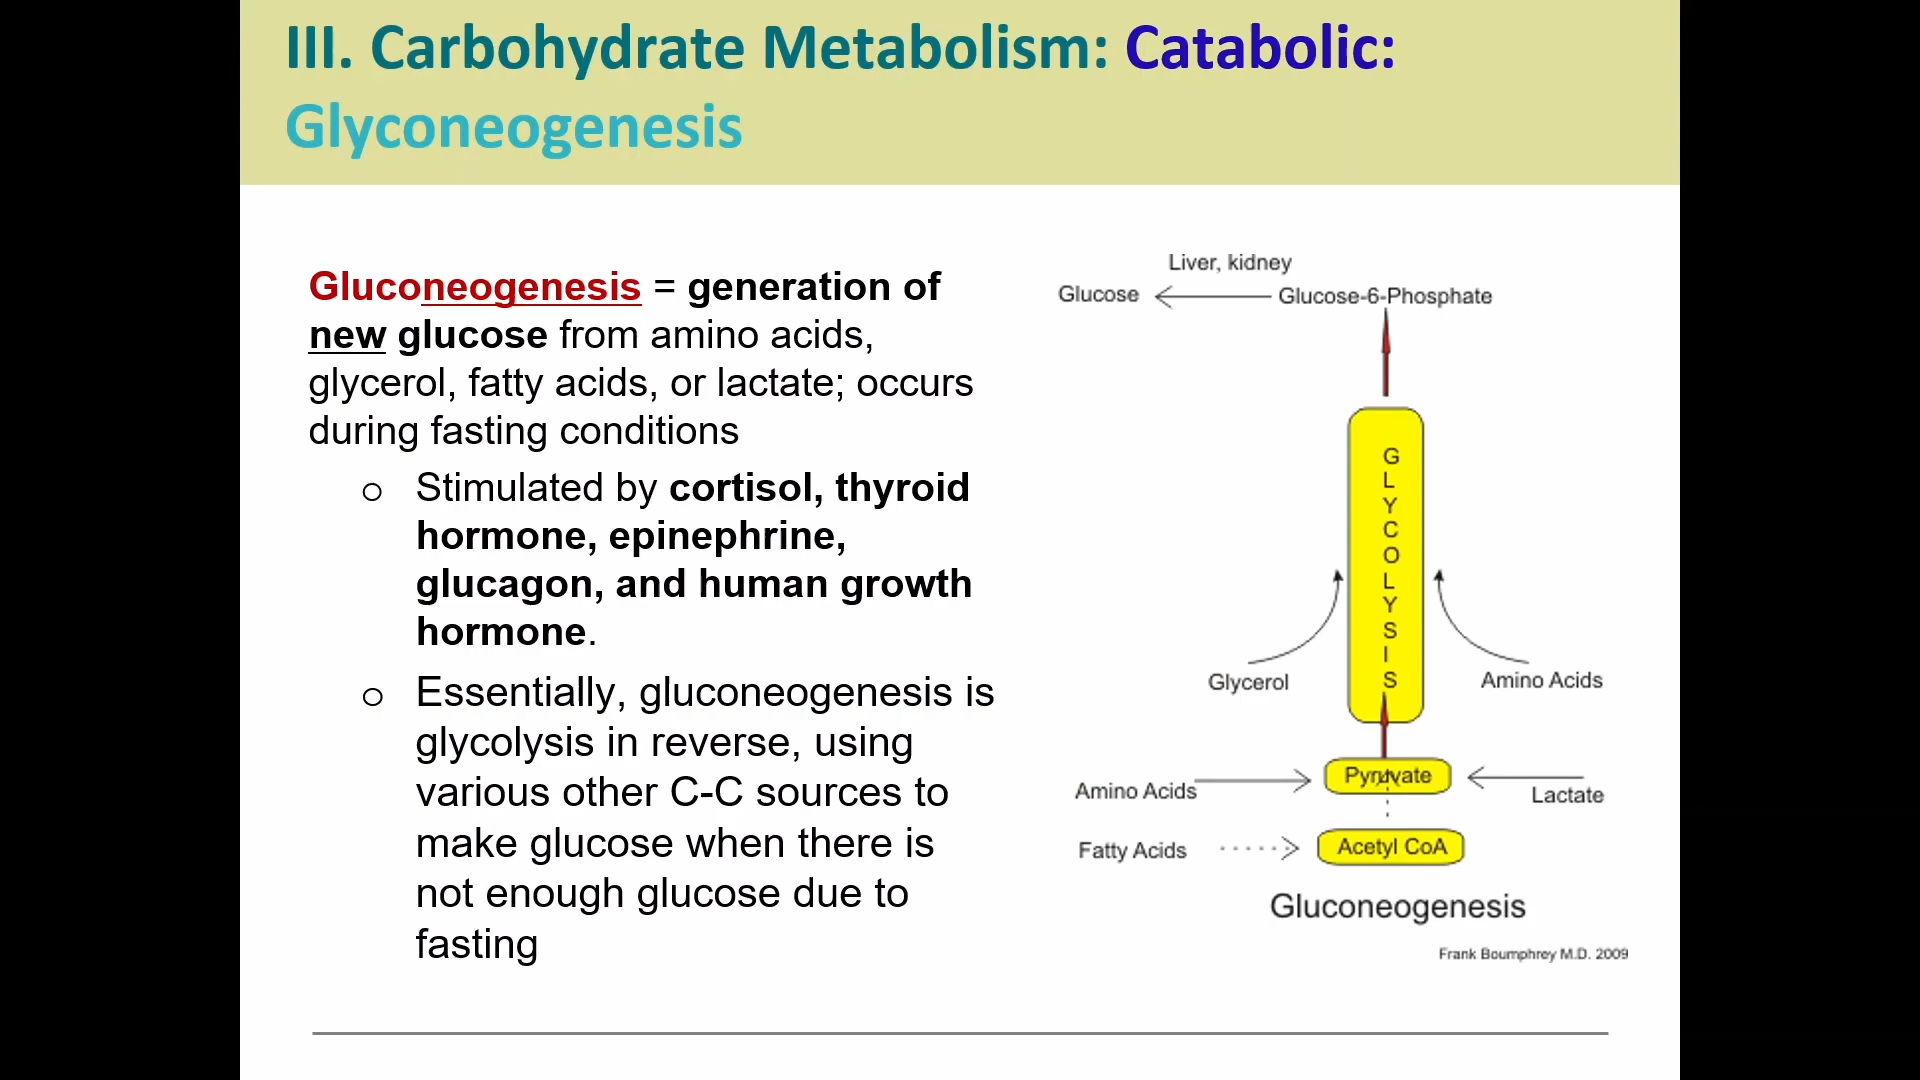 III. Carbohydrate Metabolism: Catabolic:
Glyconeogenesis
Gluconeogenesis = generation of
new glucose from amino acids,
glycerol, fatty acids, or lactate; occurs
during fasting conditions
o Stimulated by cortisol, thyroid
hormone, epinephrine,
glucagon, and human growth
hormone.
o Essentially, gluconeogenesis is
glycolysis in reverse, using
various other C-C sources to
make glucose when there is
not enough glucose due to
fasting
Liver, kidney
Glucose
Glucose-6-Phosphate
G
L
Y
C
O
L
Y
S
I
S
Glycerol
Amino Acids
Pyruvate
Amino Acids
Lactate
Fatty Acids
Acetyl CoA
Gluconeogenesis
Frank Boumphrey M.D. 2009